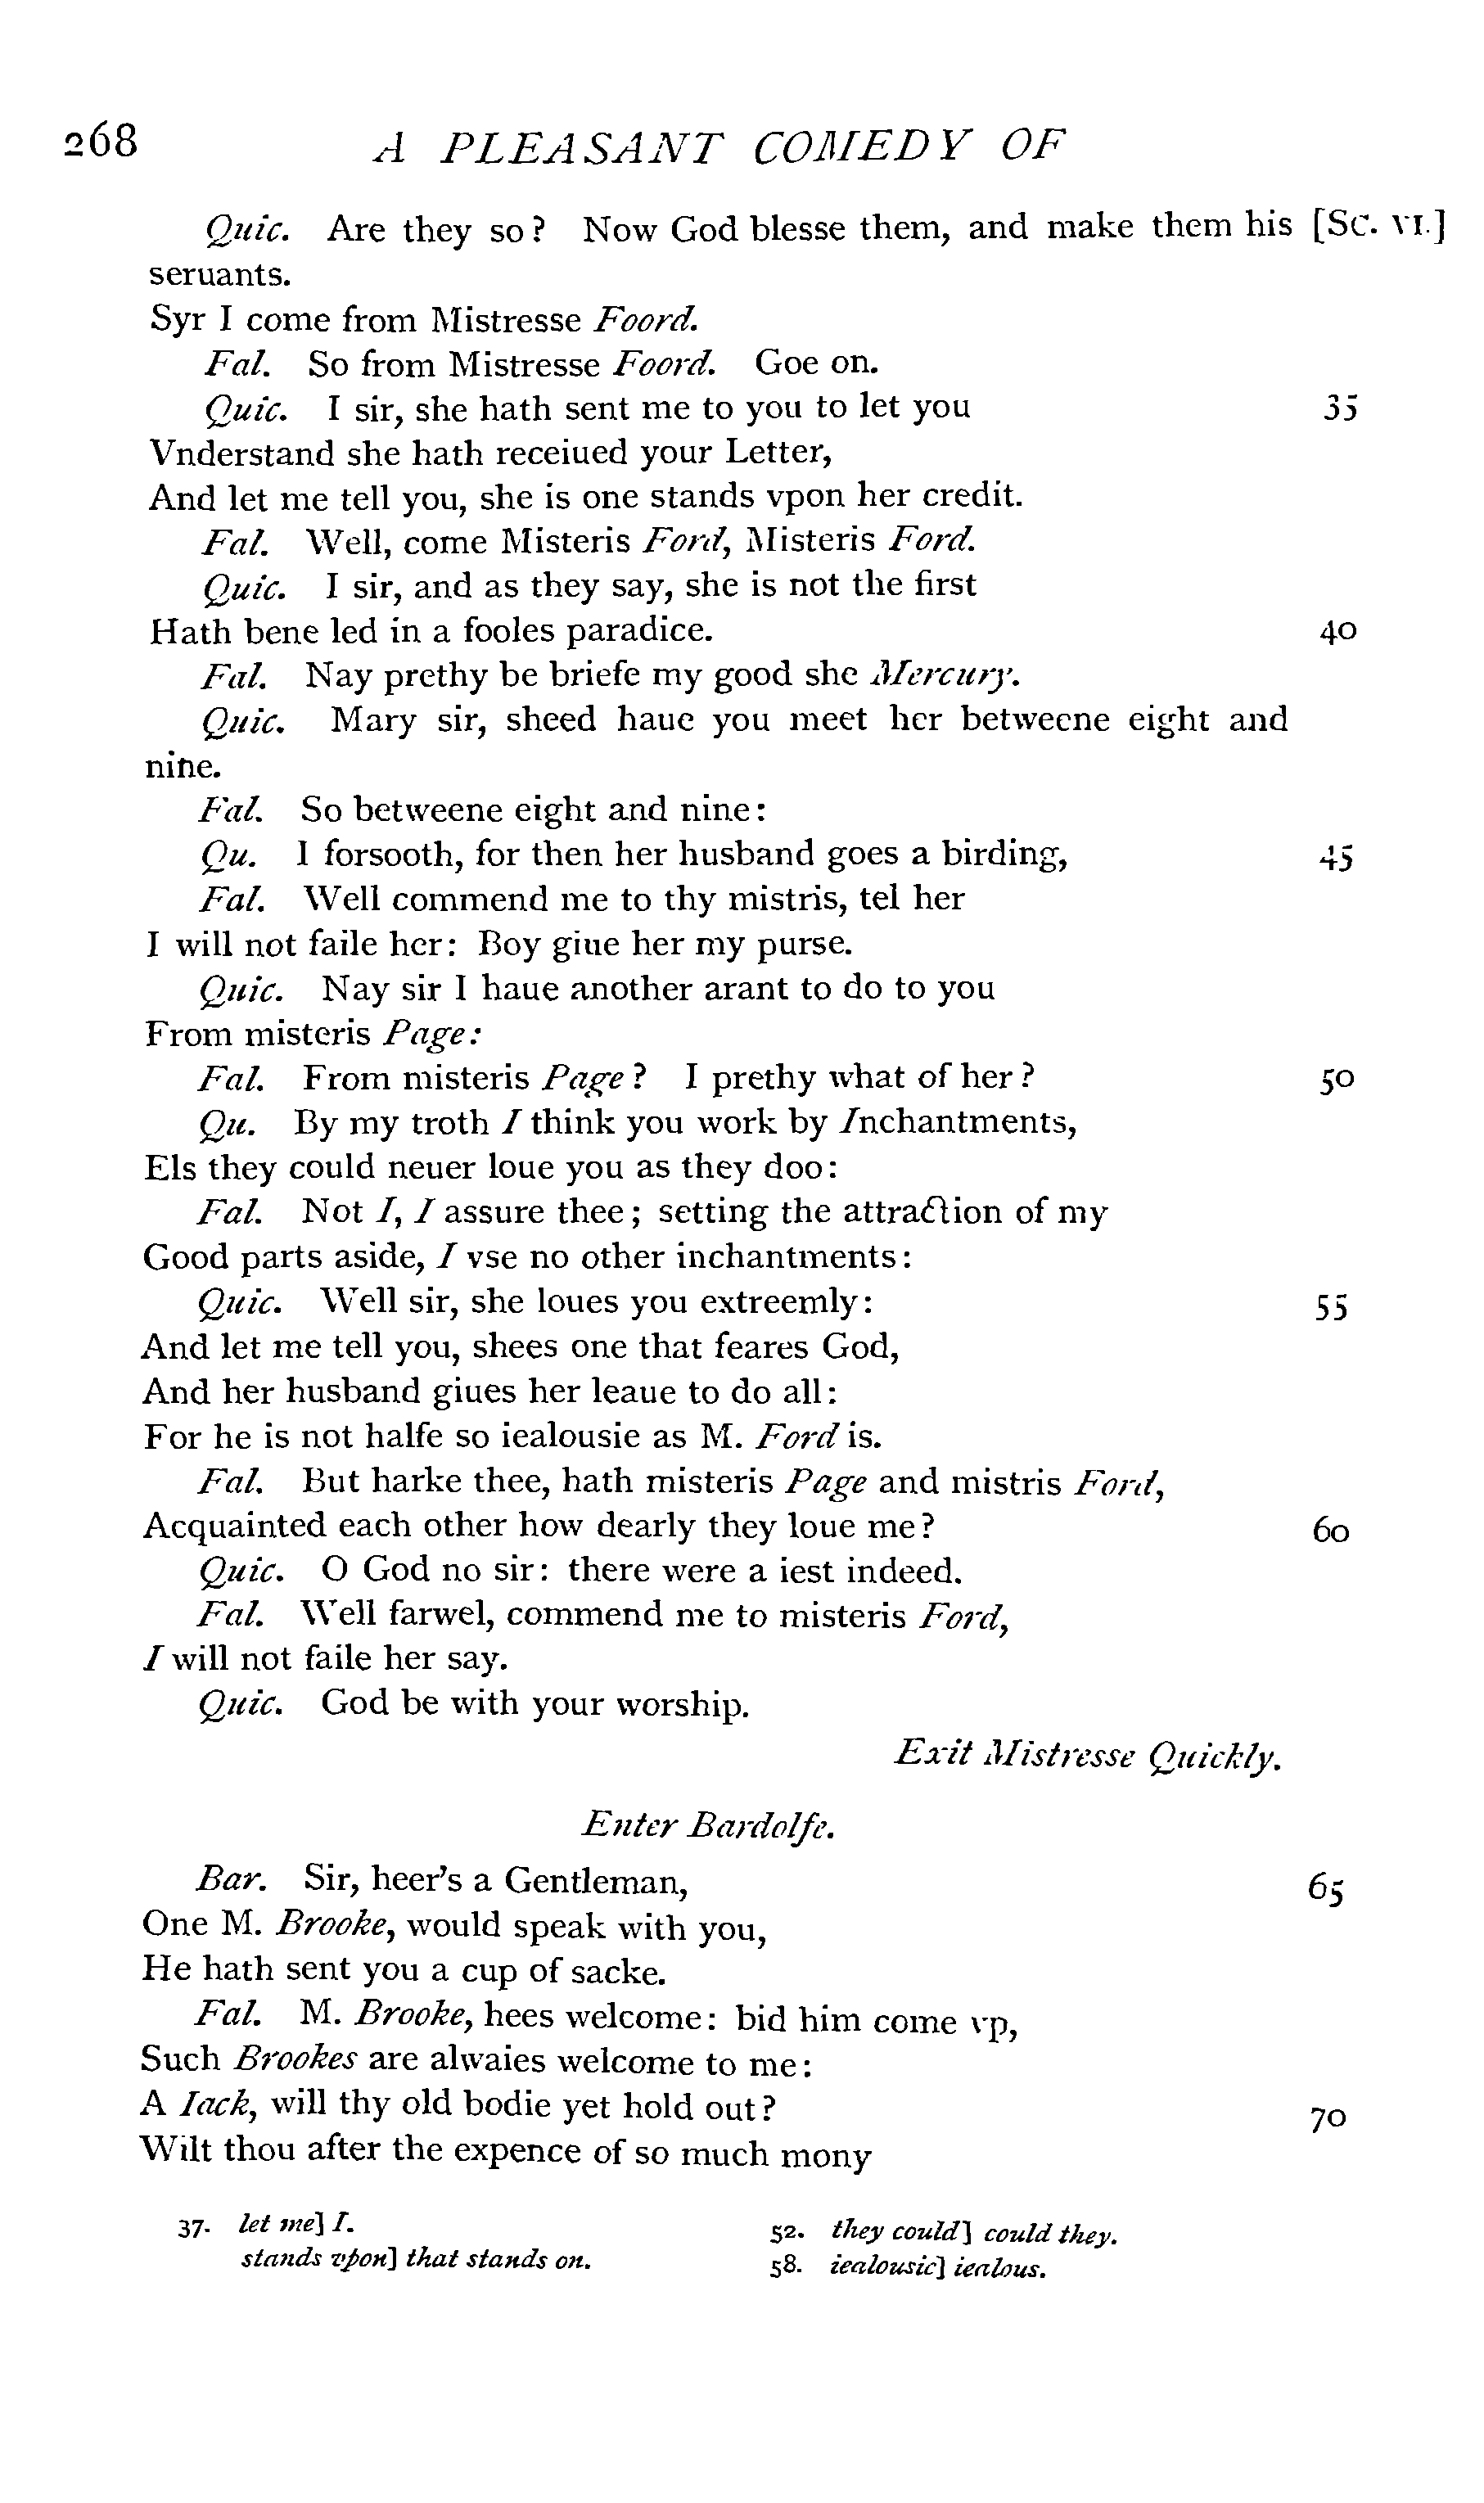 268 A PLEASANT COMEDY OF
Quic. Are they so? Now God blesse them, and make them his [SC. VI.]
seruants.
Syr I come from Mistresse Foord.
Fal. So from Mistresse Foord. Goe on.
Quic. I sir, she hath sent me to you to let you 35
Vnderstand she hath receiued your Letter,
And let me tell you, she is one stands vpon her credit.
Fal. Well, come Misteris Ford, Misteris Ford.
Quic. I sir, and as they say, she is not the first
Hath bene led in a fooles paradice. 40
Fal. Nay prethy be briefe my good she Mercury.
Quic. Mary sir, sheed haue you meet her betweene eight and
nine.
Fal. So betweene eight and nine:
Qu. I forsooth, for then her husband goes a birding, 45
Fal. Well commend me to thy mistris, tel her
I will not faile her: Boy giue her my purse.
Quic. Nay sir I haue another arant to do to you
From misteris Page:
Fal. From misteris Page? I prethy what of her? 50
Qu. By my troth I think you work by Inchantments,
Els they could neuer loue you as they doo:
Fal. Not I, I assure thee; setting the attraction of my
Good parts aside, I vse no other inchantments:
Quic. Well sir, she loues you extreemly: 55
And let me tell you, shees one that feares God,
And her husband giues her leaue to do all:
For he is not halfe so iealousie as M. Ford is.
Fal. But harke thee, hath misteris Page and mistris Ford,
Acquainted each other how dearly they loue me? 60
Quic. O God no sir: there were a iest indeed.
Fal. Well farwel, commend me to misteris Ford,
I will not faile her say.
Quic. God be with your worship.
Exit Mistresse Quickly.
Enter Bardolfe.
Bar. Sir, heer's a Gentleman, 65
One M. Brooke, would speak with you,
He hath sent you a cup of sacke.
Fal. M. Brooke, hees welcome: bid him come vp,
Such Brookes are alwaies welcome to me:
A Iack, will thy old bodie yet hold out? 70
Wilt thou after the expence of so much mony
37. let me] I.
stands vpon] that stands on.
52. they could] could they.
58. iealousie] iealous.